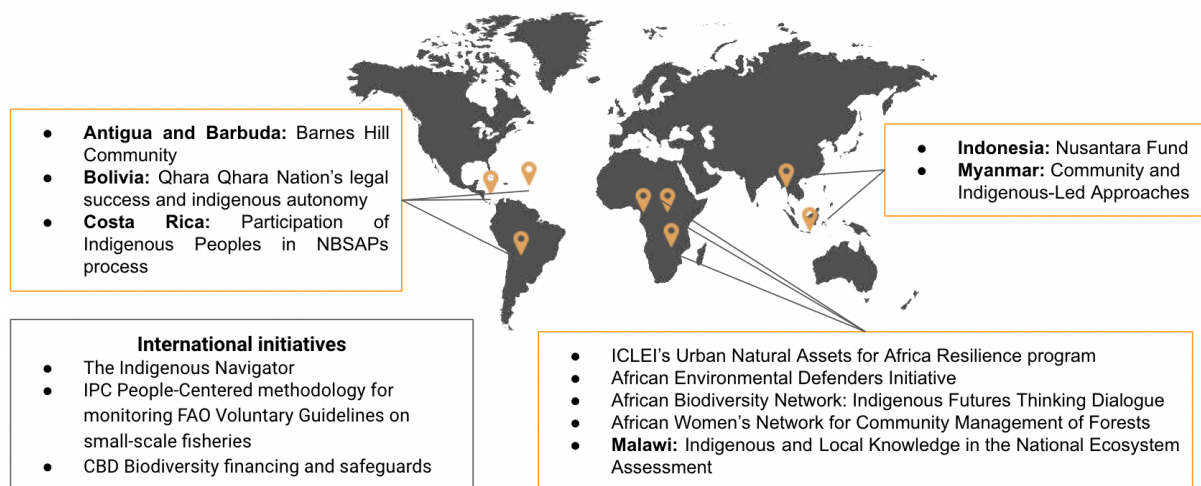 ● Antigua and Barbuda: Barnes Hill
Community
● Bolivia: Qhara Qhara Nation’s legal
success and indigenous autonomy
● Costa Rica: Participation of
Indigenous Peoples in NBSAPs
process
● Indonesia: Nusantara Fund
● Myanmar: Community and
Indigenous-Led Approaches
International initiatives
● The Indigenous Navigator
● IPC People-Centered methodology for
monitoring FAO Voluntary Guidelines on
small-scale fisheries
● CBD Biodiversity financing and safeguards
● ICLEI’s Urban Natural Assets for Africa Resilience program
● African Environmental Defenders Initiative
● African Biodiversity Network: Indigenous Futures Thinking Dialogue
● African Women’s Network for Community Management of Forests
● Malawi: Indigenous and Local Knowledge in the National Ecosystem
Assessment